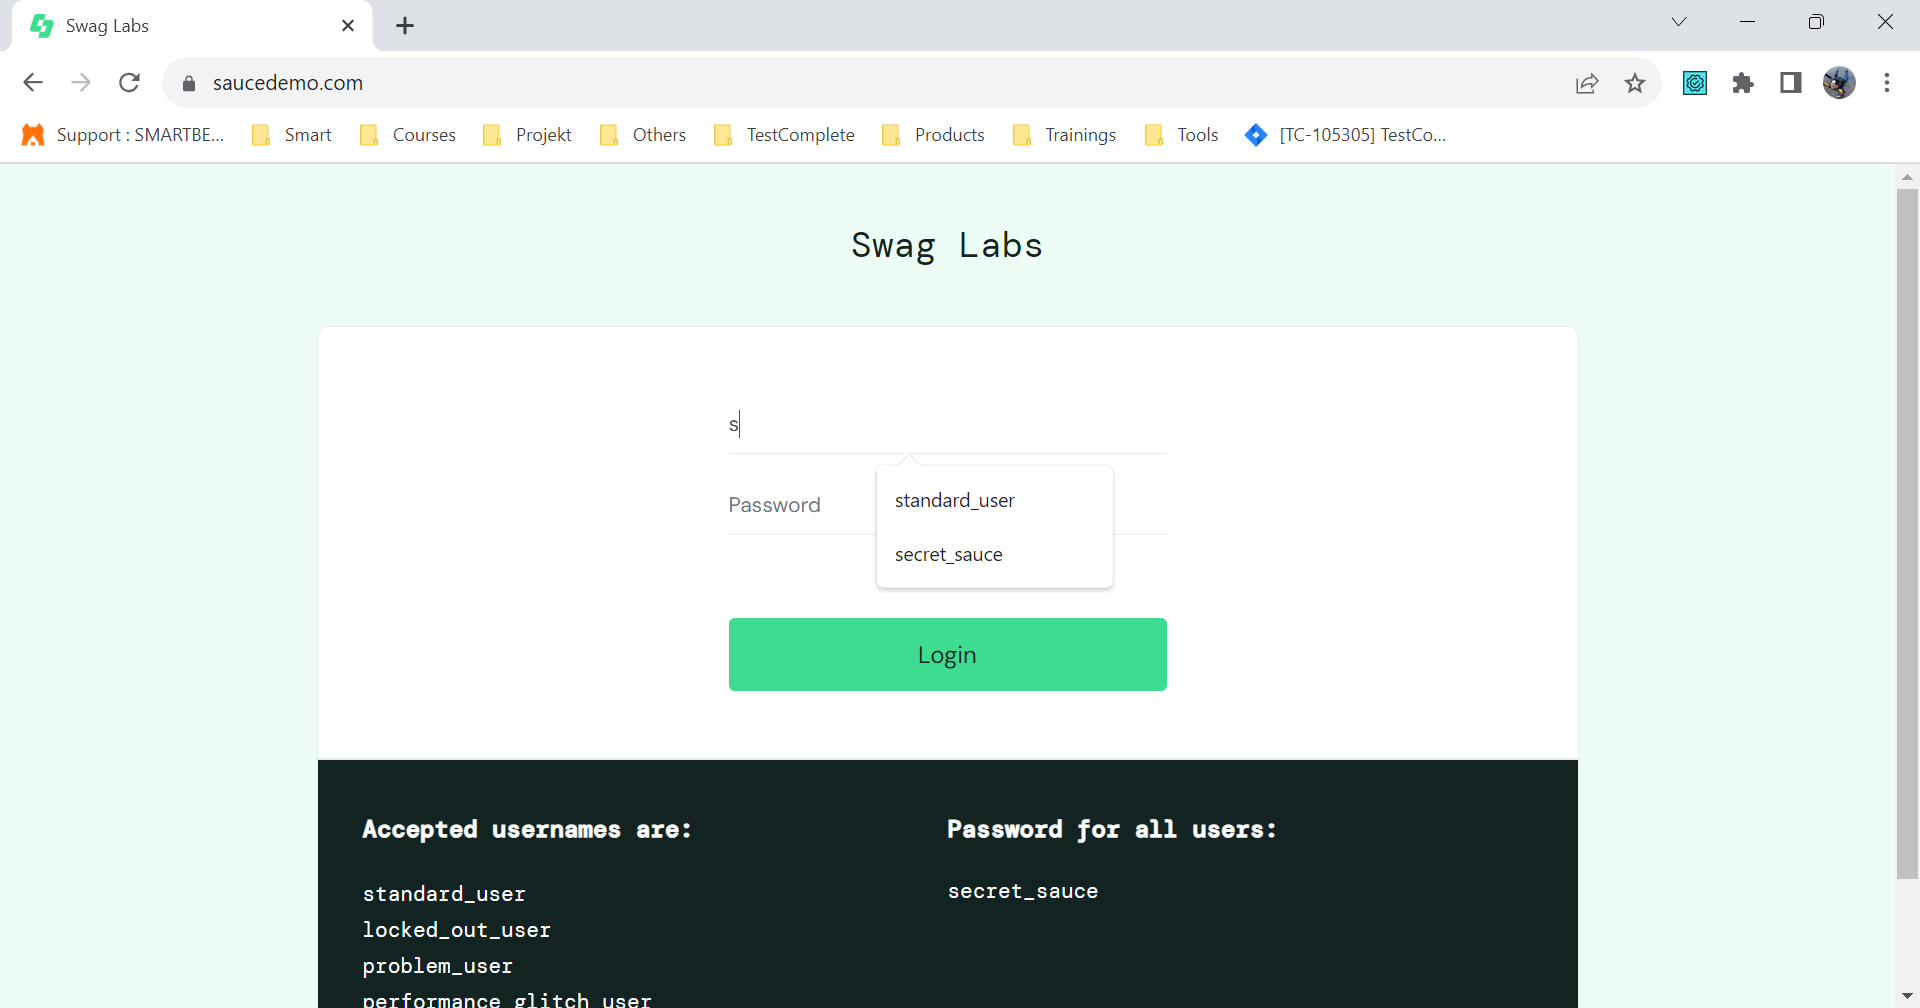 Swag Labs
saucedemo.com
Support : SMARTBE... Smart Courses Projekt Others TestComplete Products Trainings Tools [TC-105305] TestCo...
Swag Labs
s
standard_user
Password
secret_sauce
Login
Accepted usernames are:
standard_user
locked_out_user
problem_user
performance_glitch_user
Password for all users:
secret_sauce